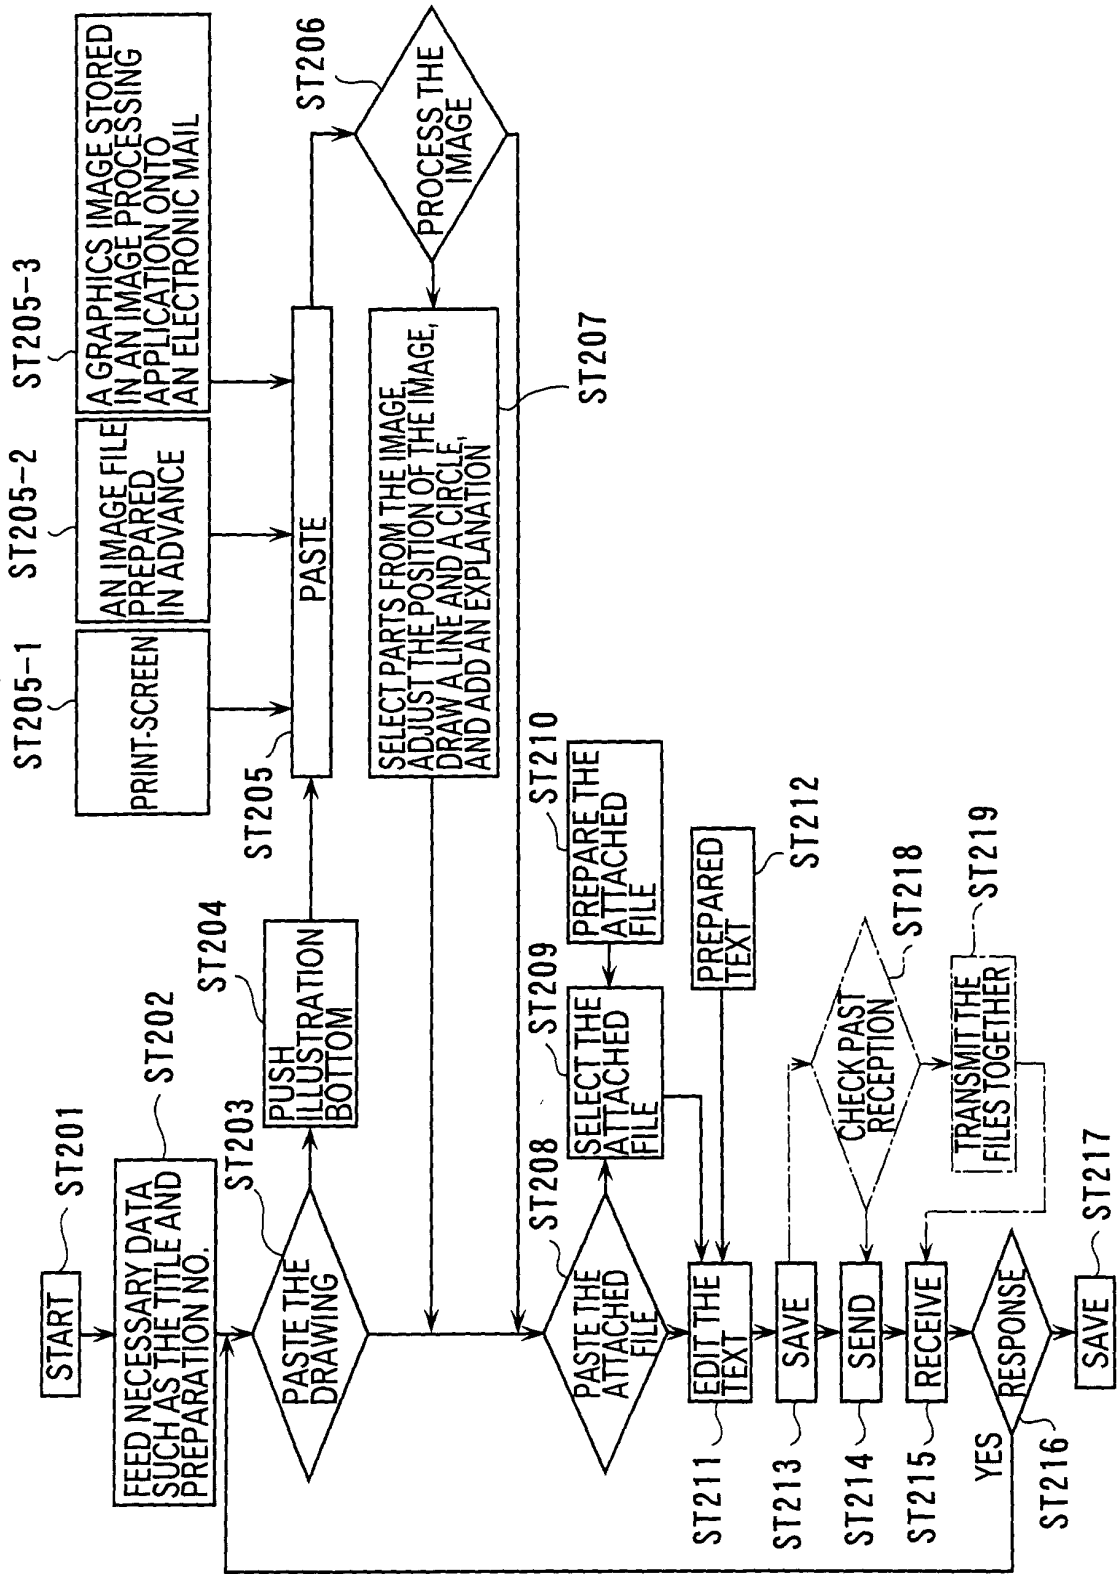 START
ST201
FEED NECESSARY DATA
SUCH AS THE TITLE AND
PREPARATION NO.
ST202
PASTE THE
DRAWING
ST203
PUSH
ILLUSTRATION
BOTTOM
ST204
PRINT-SCREEN
ST205-1
AN IMAGE FILE
PREPARED
IN ADVANCE
ST205-2
A GRAPHICS IMAGE STORED
IN AN IMAGE PROCESSING
APPLICATION ONTO
AN ELECTRONIC MAIL
ST205-3
PASTE
ST205
PROCESS THE
IMAGE
ST206
SELECT PARTS FROM THE IMAGE,
ADJUST THE POSITION OF THE IMAGE,
DRAW A LINE AND A CIRCLE,
AND ADD AN EXPLANATION
ST207
PASTE THE
ATTACHED
FILE
ST208
SELECT THE
ATTACHED
FILE
ST209
PREPARE THE
ATTACHED
FILE
ST210
EDIT THE
TEXT
ST211
PREPARED
TEXT
ST212
SAVE
ST213
SEND
ST214
RECEIVE
ST215
CHECK PAST
RECEPTION
ST218
TRANSMIT THE
FILES TOGETHER
ST219
RESPONSE
YES
ST216
SAVE
ST217